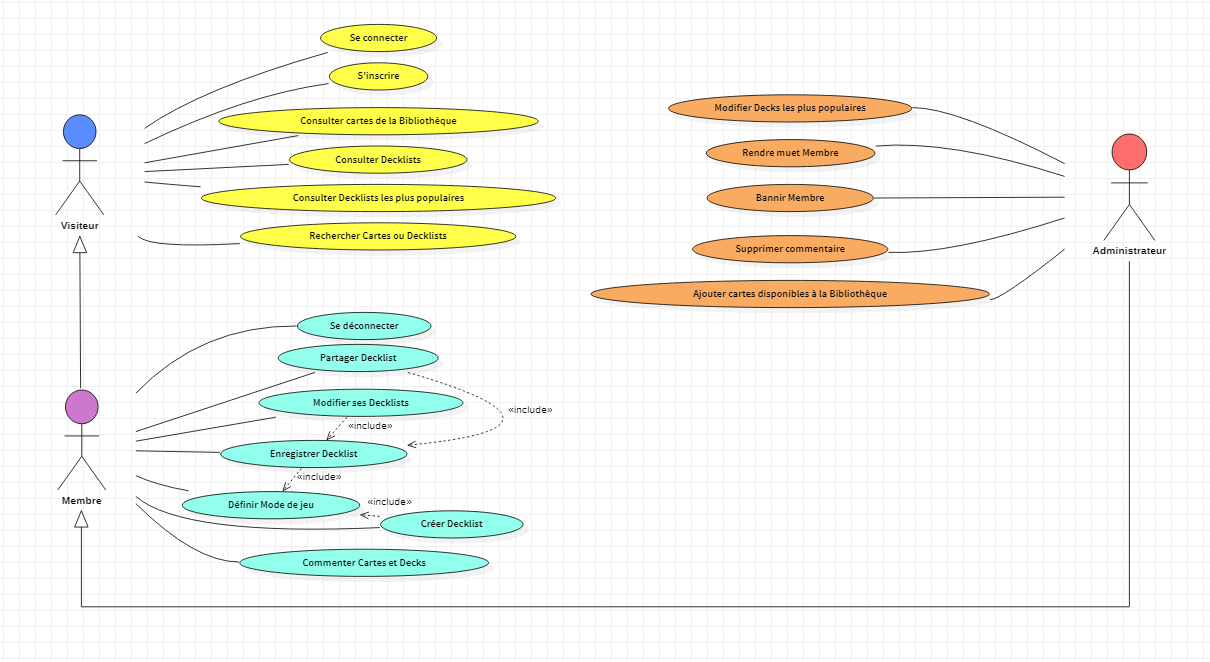 Se connecter
S'inscrire
Consulter cartes de la Bibliothèque
Consulter Decklists
Consulter Decklists les plus populaires
Rechercher Cartes ou Decklists
Visiteur
Modifier Decks les plus populaires
Rendre muet Membre
Bannir Membre
Supprimer commentaire
Ajouter cartes disponibles à la Bibliothèque
Administrateur
Se déconnecter
Partager Decklist
Modifier ses Decklists
«include»
«include»
Enregistrer Decklist
«include»
Définir Mode de jeu
«include»
Créer Decklist
Commenter Cartes et Decks
Membre